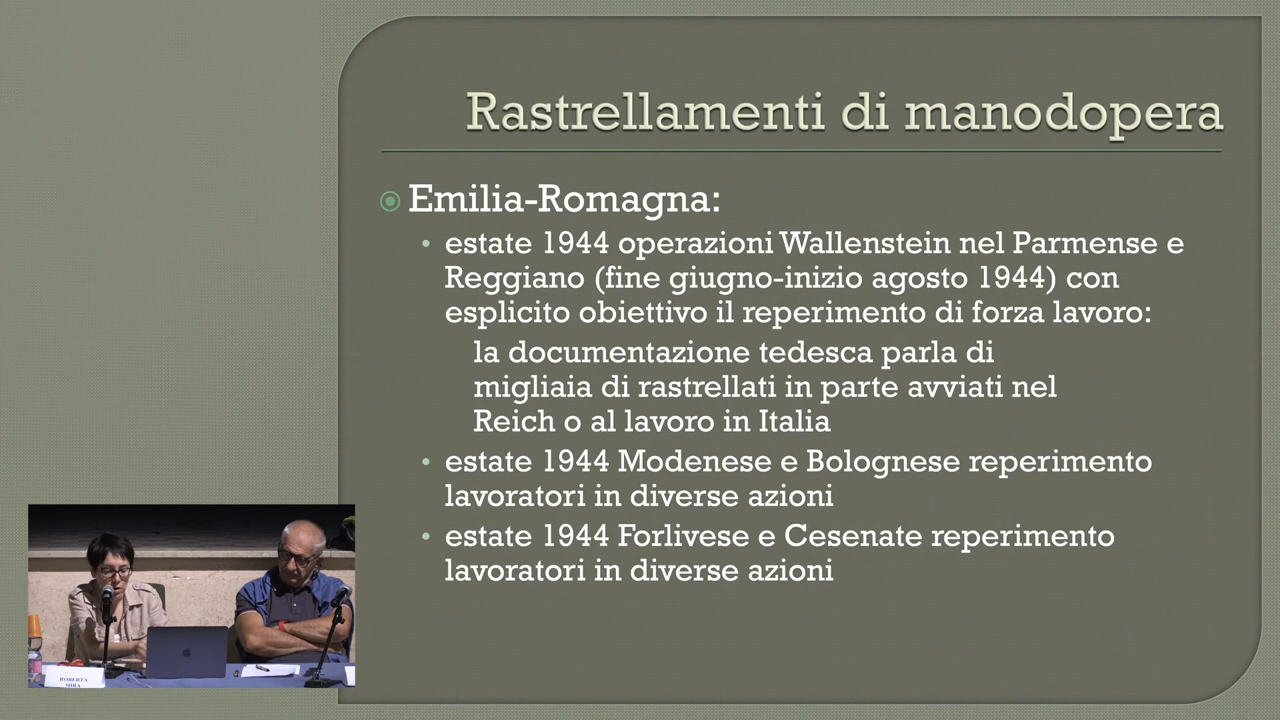 Rastrellamenti di manodopera
Emilia-Romagna:
estate 1944 operazioni Wallenstein nel Parmense e
Reggiano (fine giugno-inizio agosto 1944) con
esplicito obiettivo il reperimento di forza lavoro:
la documentazione tedesca parla di
migliaia di rastrellati in parte avviati nel
Reich o al lavoro in Italia
estate 1944 Modenese e Bolognese reperimento
lavoratori in diverse azioni
estate 1944 Forlivese e Cesenate reperimento
lavoratori in diverse azioni
ROBERTA
MIRA